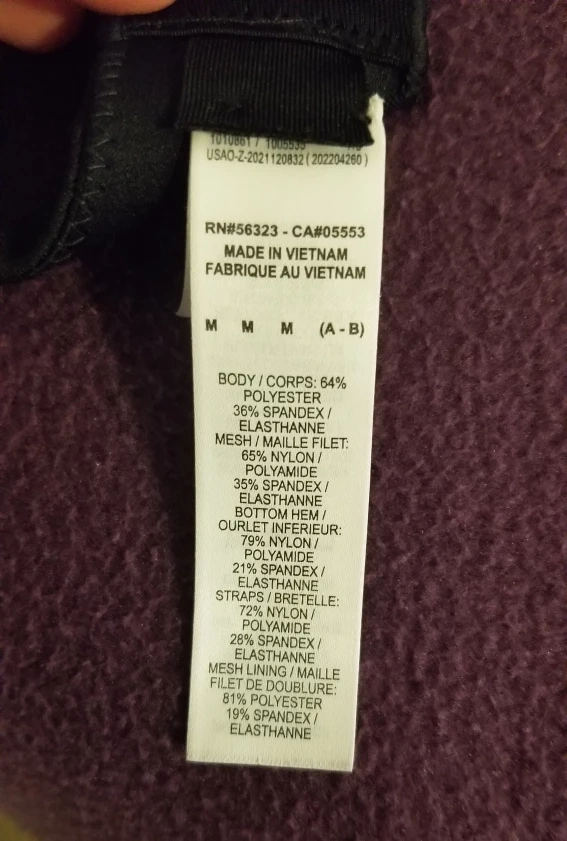 1010861 / 1005535
USAO-Z-2021120832 ( 202204260 )
RN#56323 - CA#05553
MADE IN VIETNAM
FABRIQUE AU VIETNAM
M M M (A - B)
BODY / CORPS: 64%
POLYESTER
36% SPANDEX /
ELASTHANNE
MESH / MAILLE FILET:
65% NYLON /
POLYAMIDE
35% SPANDEX /
ELASTHANNE
BOTTOM HEM /
OURLET INFERIEUR:
79% NYLON /
POLYAMIDE
21% SPANDEX /
ELASTHANNE
STRAPS / BRETELLE:
72% NYLON /
POLYAMIDE
28% SPANDEX /
ELASTHANNE
MESH LINING / MAILLE
FILET DE DOUBLURE:
81% POLYESTER
19% SPANDEX /
ELASTHANNE